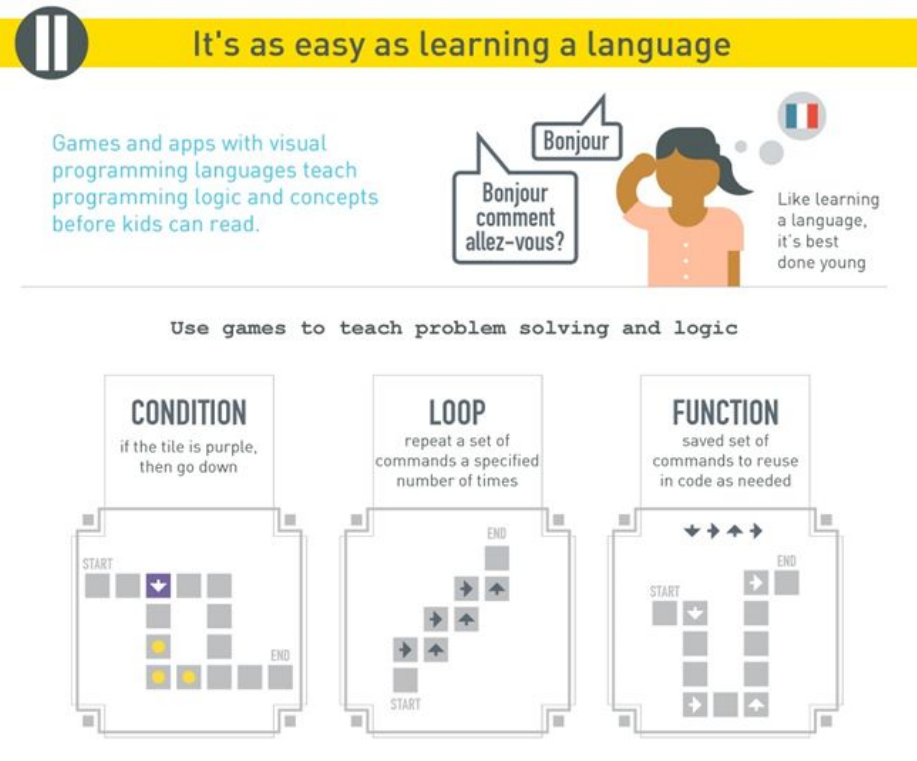 It's as easy as learning a language
Games and apps with visual
programming languages teach
programming logic and concepts
before kids can read.
Bonjour
Bonjour
comment
allez-vous?
Like learning
a language,
it's best
done young
Use games to teach problem solving and logic
CONDITION
if the tile is purple,
then go down
START
END
LOOP
repeat a set of
commands a specified
number of times
END
START
FUNCTION
saved set of
commands to reuse
in code as needed
START
END